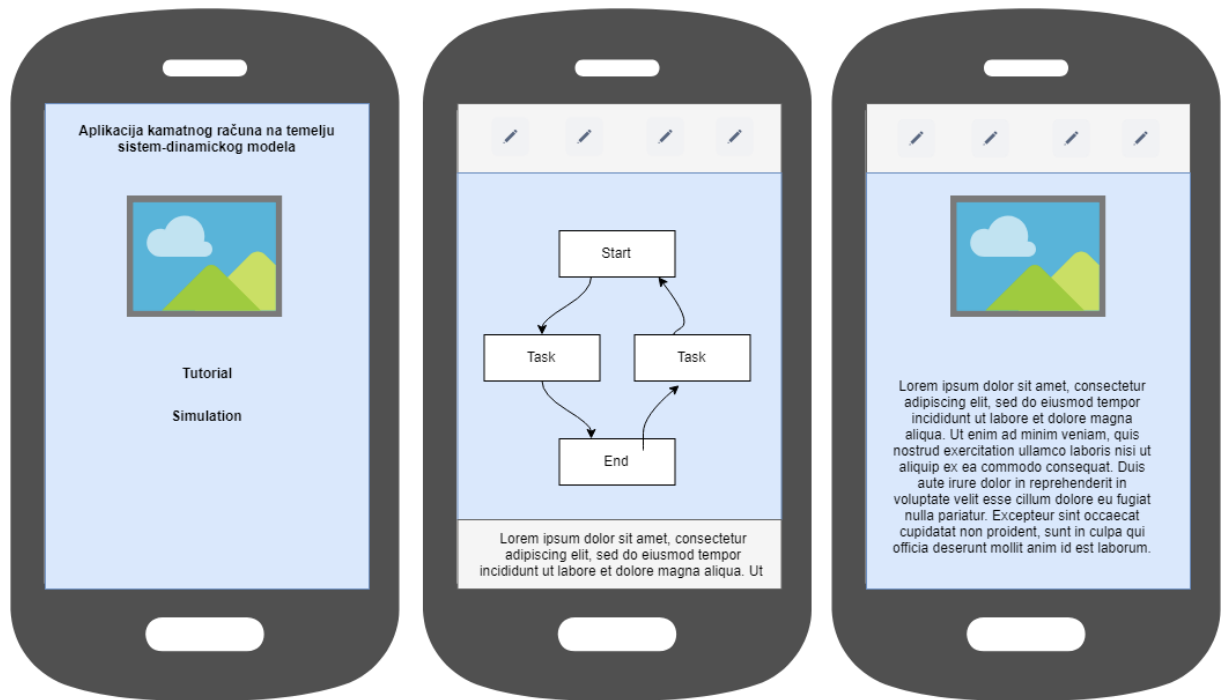 Aplikacija kamatnog računa na temelju
sistem-dinamickog modela
Tutorial
Simulation
Start
Task
Task
End
Lorem ipsum dolor sit amet, consectetur
adipiscing elit, sed do eiusmod tempor
incididunt ut labore et dolore magna aliqua. Ut
Lorem ipsum dolor sit amet, consectetur
adipiscing elit, sed do eiusmod tempor
incididunt ut labore et dolore magna
aliqua. Ut enim ad minim veniam, quis
nostrud exercitation ullamco laboris nisi ut
aliquip ex ea commodo consequat. Duis
aute irure dolor in reprehenderit in
voluptate velit esse cillum dolore eu fugiat
nulla pariatur. Excepteur sint occaecat
cupidatat non proident, sunt in culpa qui
officia deserunt mollit anim id est laborum.